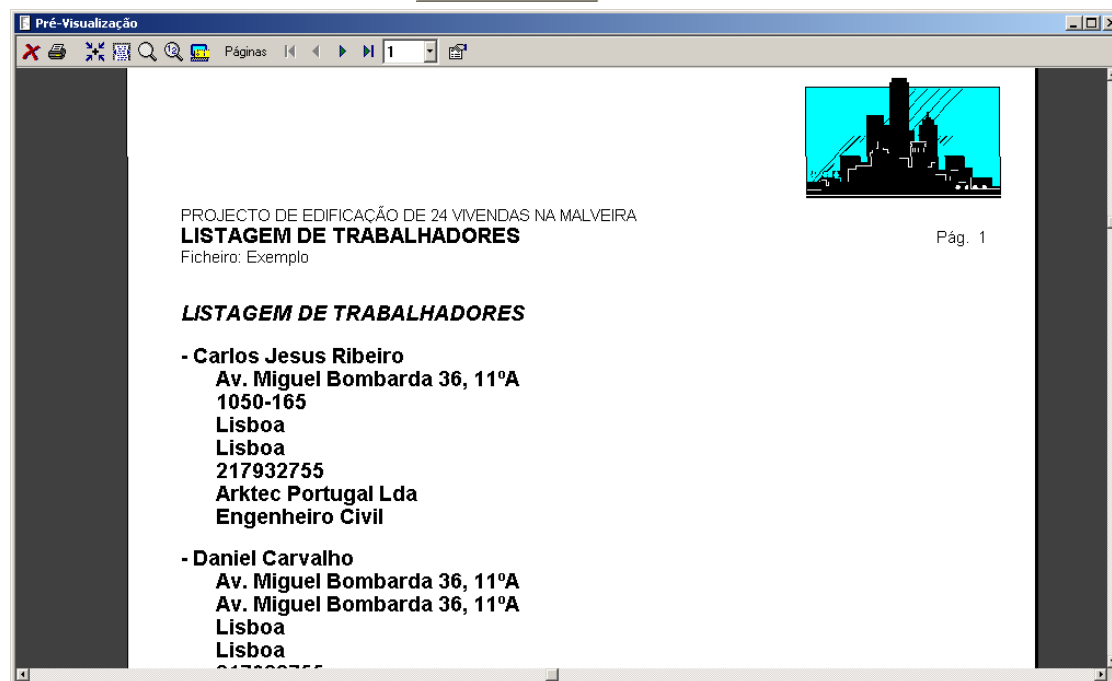 Pré-Visualização
Páginas 1
PROJECTO DE EDIFICAÇÃO DE 24 VIVENDAS NA MALVEIRA
LISTAGEM DE TRABALHADORES Pág. 1
Ficheiro: Exemplo
LISTAGEM DE TRABALHADORES
- Carlos Jesus Ribeiro
Av. Miguel Bombarda 36, 11ºA
1050-165
Lisboa
Lisboa
217932755
Arktec Portugal Lda
Engenheiro Civil
- Daniel Carvalho
Av. Miguel Bombarda 36, 11ºA
Av. Miguel Bombarda 36, 11ºA
Lisboa
Lisboa